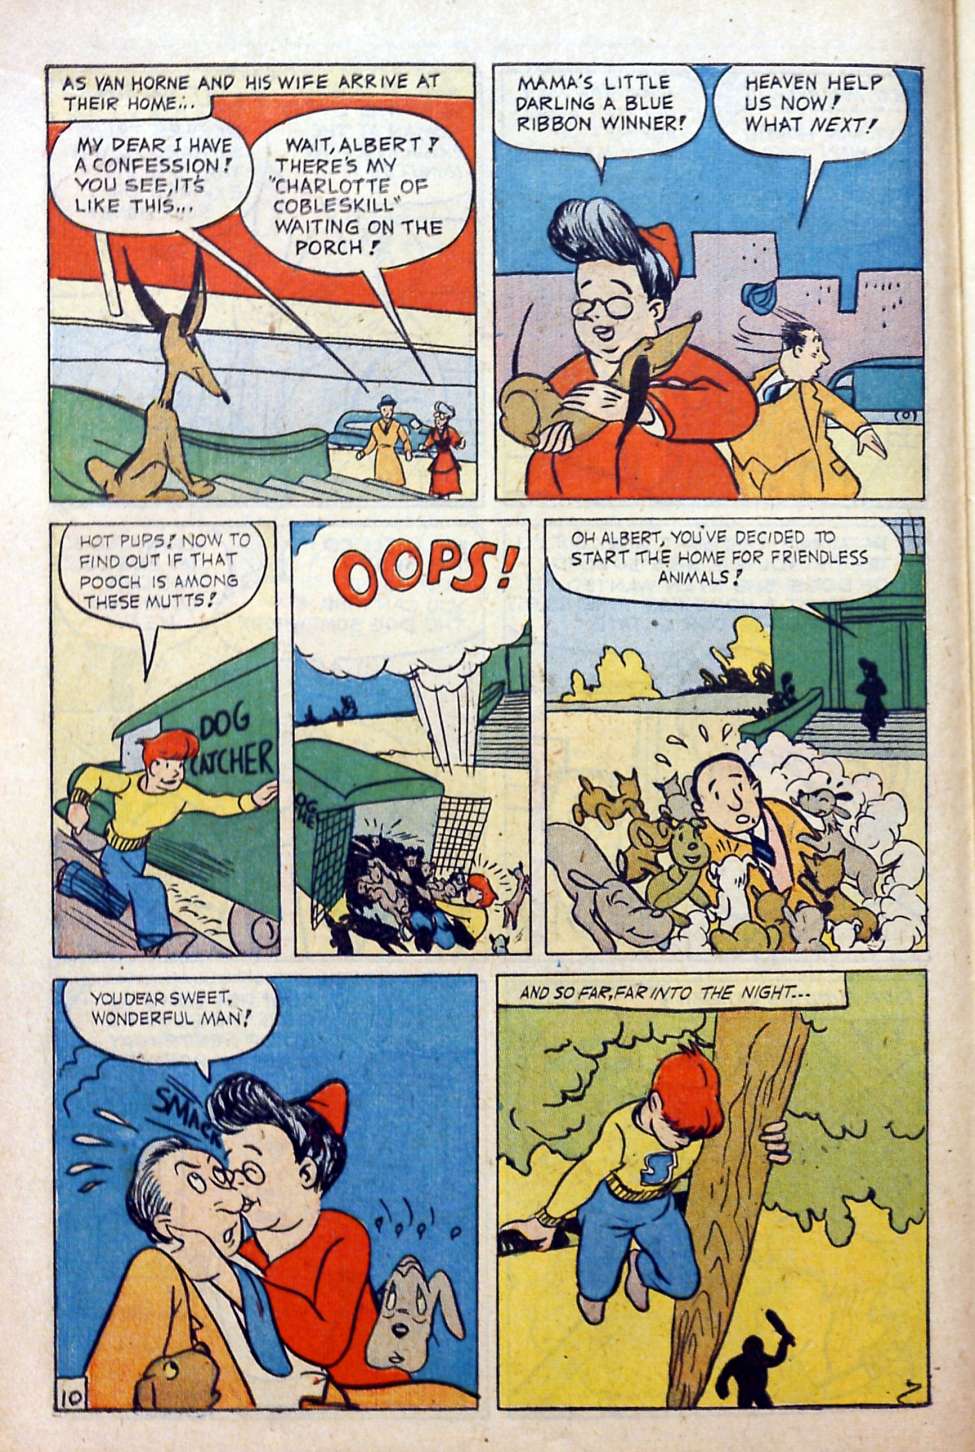 AS VAN HORNE AND HIS WIFE ARRIVE AT
THEIR HOME...
MY DEAR I HAVE
A CONFESSION!
YOU SEE, IT'S
LIKE THIS...
WAIT, ALBERT!
THERE'S MY
"CHARLOTTE OF
COBLESKILL"
WAITING ON THE
PORCH!
MAMA'S LITTLE
DARLING A BLUE
RIBBON WINNER!
HEAVEN HELP
US NOW!
WHAT NEXT!
HOT PUPS! NOW TO
FIND OUT IF THAT
POOCH IS AMONG
THESE MUTTS!
DOG
CATCHER
OOPS!
OG
CHE
OH ALBERT, YOU'VE DECIDED TO
START THE HOME FOR FRIENDLESS
ANIMALS!
YOU DEAR SWEET,
WONDERFUL MAN!
SMACK
10
AND SO FAR, FAR INTO THE NIGHT...
S